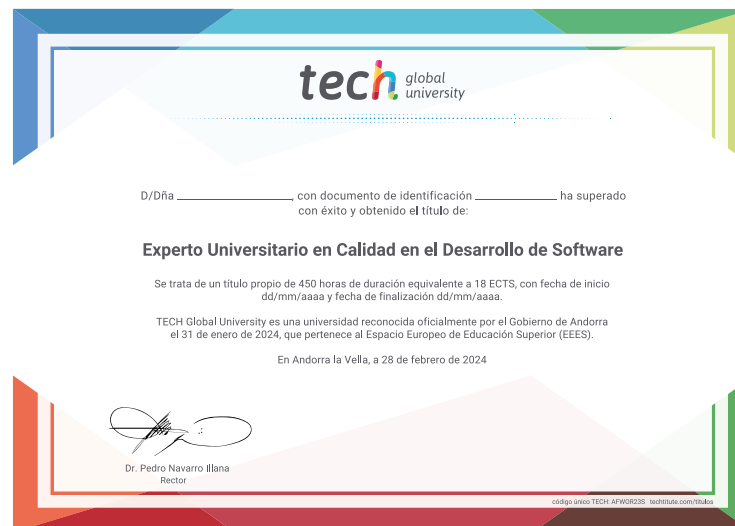 tech global
university
D/Dña ____________, con documento de identificación ____________ ha superado
con éxito y obtenido el título de:
Experto Universitario en Calidad en el Desarrollo de Software
Se trata de un título propio de 450 horas de duración equivalente a 18 ECTS, con fecha de inicio
dd/mm/aaaa y fecha de finalización dd/mm/aaaa.
TECH Global University es una universidad reconocida oficialmente por el Gobierno de Andorra
el 31 de enero de 2024, que pertenece al Espacio Europeo de Educación Superior (EEES).
En Andorra la Vella, a 28 de febrero de 2024
Dr. Pedro Navarro Illana
Rector
código único TECH: AFWOR23S techtitute.com/titulos